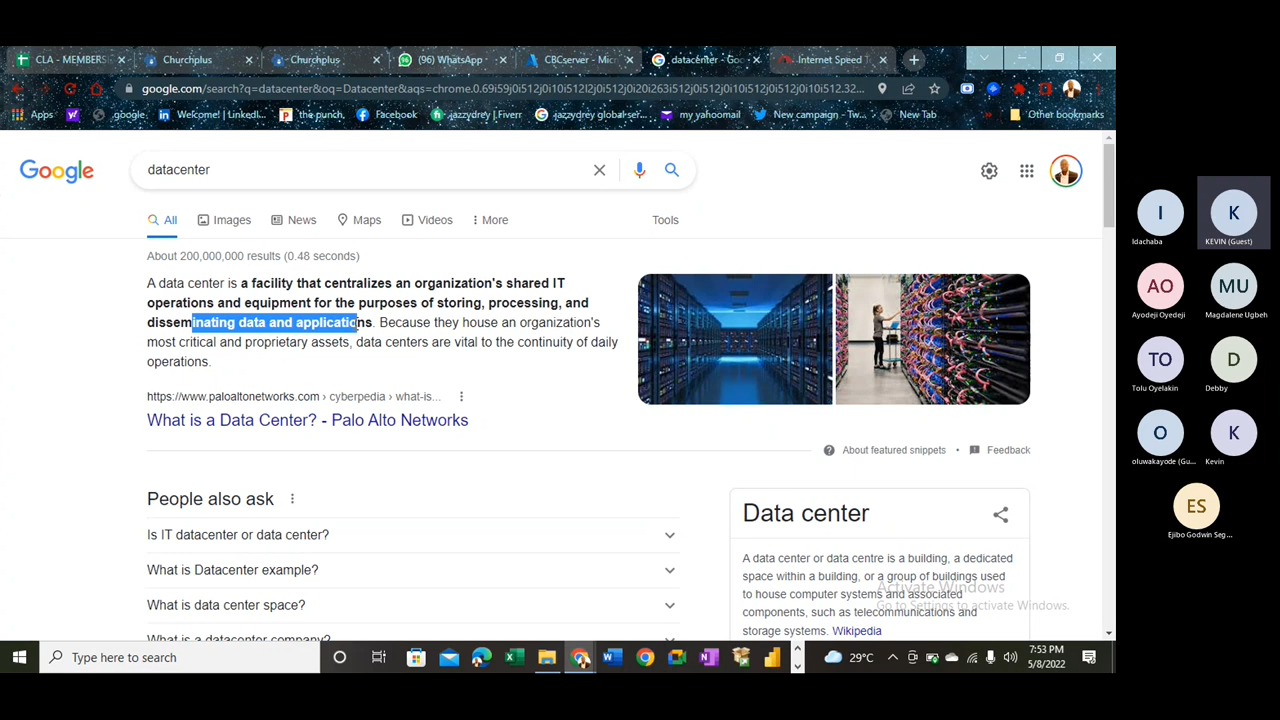 CLA - MEMBERS
Churchplus
Churchplus
(96) WhatsApp
CBCserver - Mic
datacenter - Go
Internet Speed T
google.com/search?q=datacenter&oq=Datacenter&aqs=chrome.0.69i59j0i512j0i10i512l2j0i512j0i20i263i512j0i512j0i10i512j0i512j0i10i512.32...
Apps
.google
Welcome! | LinkedI...
the punch,
Facebook
jazzydrey | Fiverr
jazzydrey global ser...
my yahoomail
New campaign - Tw...
New Tab
Other bookmarks
Google
datacenter
All
Images
News
Maps
Videos
More
Tools
About 200,000,000 results (0.48 seconds)
A data center is a facility that centralizes an organization's shared IT
operations and equipment for the purposes of storing, processing, and
disseminating data and applications. Because they house an organization's
most critical and proprietary assets, data centers are vital to the continuity of daily
operations.
https://www.paloaltonetworks.com › cyberpedia › what-is...
What is a Data Center? - Palo Alto Networks
About featured snippets • Feedback
People also ask
Is IT datacenter or data center?
What is Datacenter example?
What is data center space?
What is a datacenter company?
Data center
A data center or data centre is a building, a dedicated
space within a building, or a group of buildings used
to house computer systems and associated
components, such as telecommunications and
storage systems. Wikipedia
Activate Windows
Go to Settings to activate Windows.
Type here to search
29°C
7:53 PM
5/8/2022
I
Idachaba
K
KEVIN (Guest)
AO
Ayodeji Oyedeji
MU
Magdalene Ugbeh
TO
Tolu Oyelakin
D
Debby
O
oluwakayode (Gu...
K
Kevin
ES
Ejibo Godwin Seg...